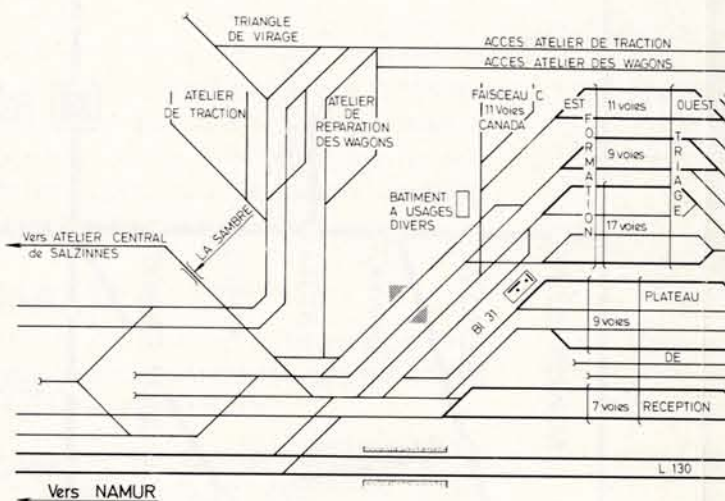 TRIANGLE
DE VIRAGE
ACCES ATELIER DE TRACTION
ACCES ATELIER DES WAGONS
ATELIER
DE TRACTION
ATELIER
DE
REPARATION
DES WAGONS
FAISCEAU C
11 Voies
CANADA
EST
11 voies
OUEST
FORMATION
TRIAGE
9 voies
17 voies
BATIMENT
A USAGES
DIVERS
LA SAMBRE
Vers ATELIER CENTRAL
de SALZINNES
Bl. 31
PLATEAU
9 voies
DE
7 voies
RECEPTION
L 130
Vers NAMUR